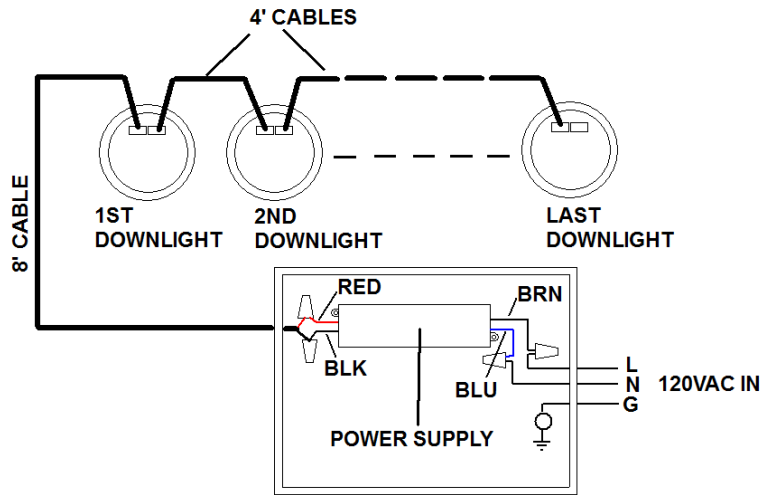 4' CABLES
8' CABLE
1ST
DOWNLIGHT
2ND
DOWNLIGHT
LAST
DOWNLIGHT
RED
BRN
BLK
BLU
L
N
G
120VAC IN
POWER SUPPLY